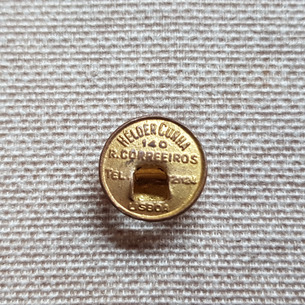 HELDER CUNHA
140
R. CORREEIROS
TEL.
LISBOA